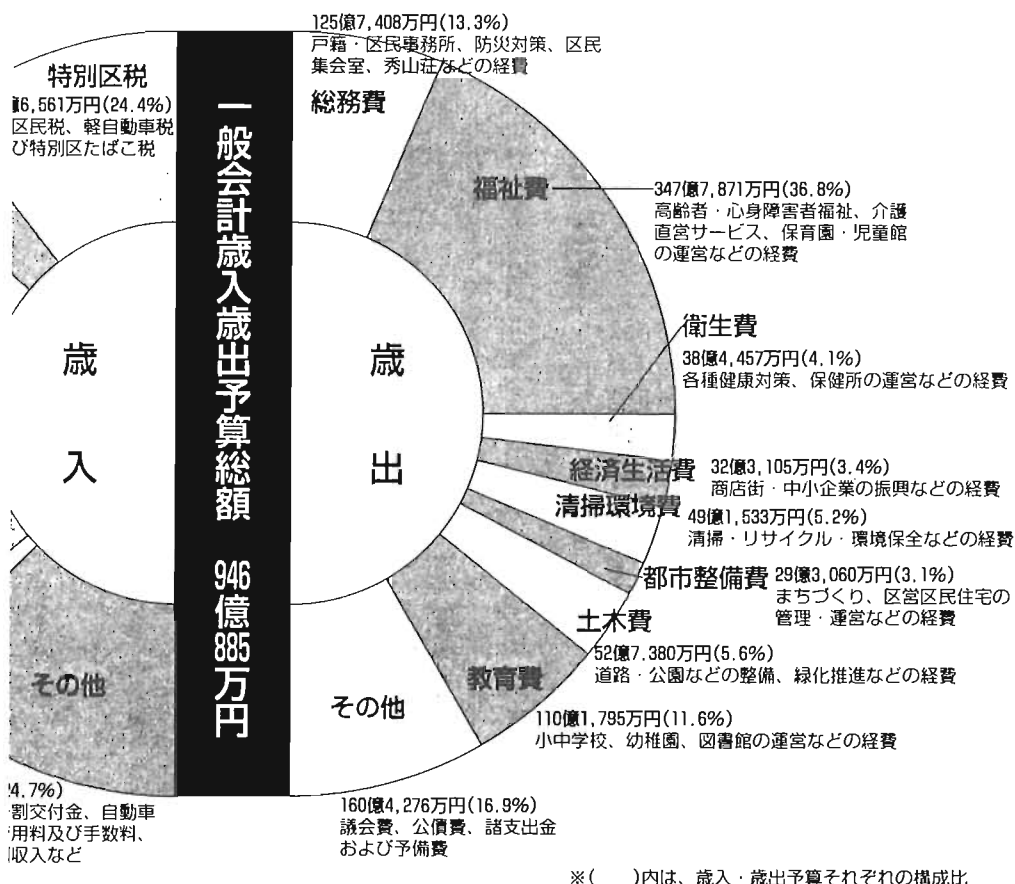 特別区税
6,561万円(24.4%)
区民税、軽自動車税
び特別区たばこ税
歳
入
その他
24.7%)
割交付金、自動車
用料及び手数料、
収入など
一般会計歳入歳出予算総額 946億885万円
歳
出
125億7,408万円(13.3%)
戸籍・区民事務所、防災対策、区民
集会室、秀山荘などの経費
総務費
福祉費
347億7,871万円(36.8%)
高齢者・心身障害者福祉、介護
直営サービス、保育園・児童館
の運営などの経費
衛生費
38億4,457万円(4.1%)
各種健康対策、保健所の運営などの経費
経済生活費
32億3,105万円(3.4%)
商店街・中小企業の振興などの経費
清掃環境費
49億1,533万円(5.2%)
清掃・リサイクル・環境保全などの経費
都市整備費
29億3,060万円(3.1%)
まちづくり、区営区民住宅の
管理・運営などの経費
土木費
52億7.380万円(5.6%)
道路・公園などの整備、緑化推進などの経費
教育費
110億1,795万円(11.6%)
小中学校、幼稚園、図書館の運営などの経費
その他
160億4,276万円(16.9%)
議会費、公債費、諸支出金
および予備費
※( )内は、歳入・歳出予算それぞれの構成比